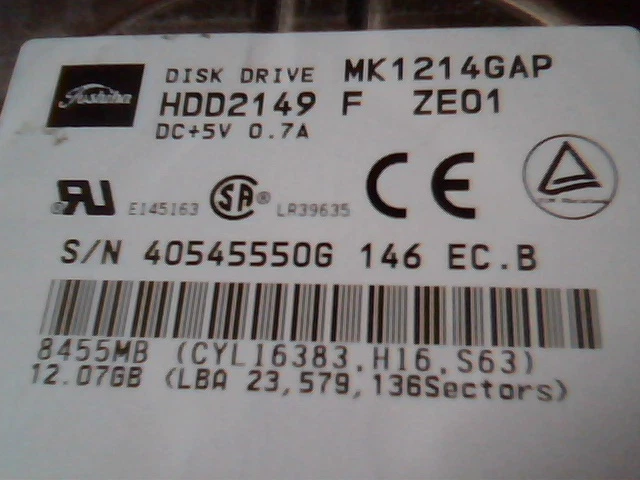 Toshiba
DISK DRIVE MK1214GAP
HDD2149 F ZE01
DC+5V 0.7A
E145163 LR39635
S/N 40545550G 146 EC.B
8455MB (CYL16383.H16.S63)
12.07GB (LBA 23,579,136Sectors)